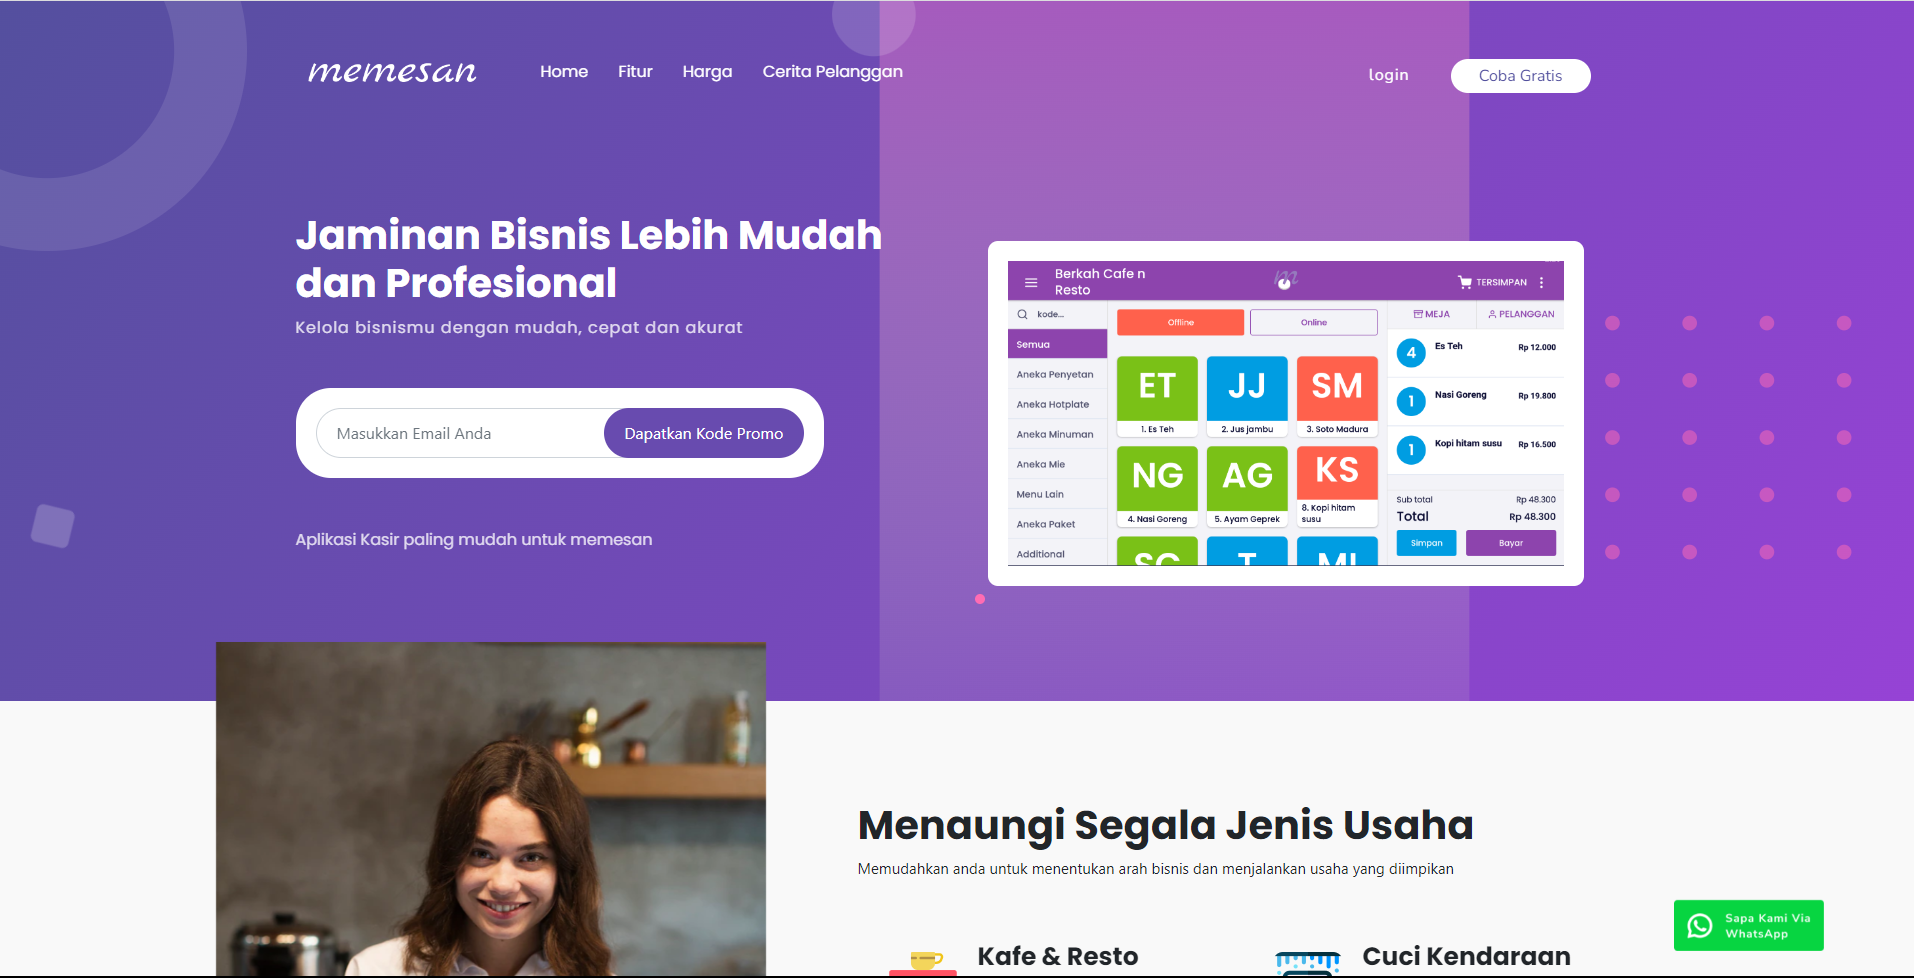 memesan
Home
Fitur
Harga
Cerita Pelanggan
login
Coba Gratis
Jaminan Bisnis Lebih Mudah
dan Profesional
Kelola bisnismu dengan mudah, cepat dan akurat
Masukkan Email Anda
Dapatkan Kode Promo
Aplikasi Kasir paling mudah untuk memesan
Berkah Cafe n
Resto
m
TERSIMPAN
kode...
Offline
Online
MEJA
PELANGGAN
Semua
Aneka Penyetan
Aneka Hotplate
Aneka Minuman
Aneka Mie
Menu Lain
Aneka Paket
Additional
ET
1. Es Teh
JJ
2. Jus jambu
SM
3. Soto Madura
NG
4. Nasi Goreng
AG
5. Ayam Geprek
KS
8. Kopi hitam
susu
SG
T
MI
4
Es Teh
Rp 12.000
1
Nasi Goreng
Rp 19.800
1
Kopi hitam susu
Rp 16.500
Sub total
Rp 48.300
Total
Rp 48.300
Simpan
Bayar
Menaungi Segala Jenis Usaha
Memudahkan anda untuk menentukan arah bisnis dan menjalankan usaha yang diimpikan
Kafe & Resto
Cuci Kendaraan
Sapa Kami Via
WhatsApp